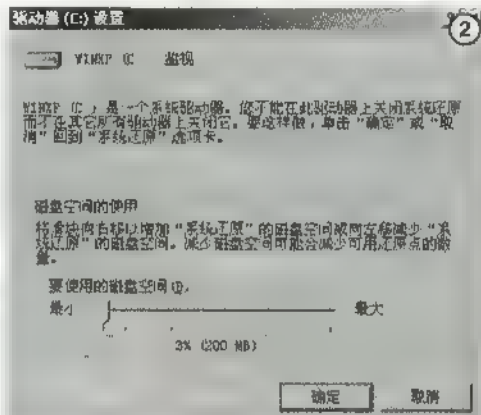 驱动器 (C:) 设置
②
WINXP (C 监视
WINXP (C ) 是一个系统驱动器。您不能在此驱动器上关闭系统还原
而不在其它所有驱动器上关闭它。要这样做，单击“确定”或“取
消”回到“系统还原”选项卡。
磁盘空间的使用
将滑块向右移以增加“系统还原”的磁盘空间或向左移减少“系
统还原”的磁盘空间。减少磁盘空间可能会减少可用还原点的数
量。
要使用的磁盘空间(D):
最小 最大
3% (200 MB)
确定 取消